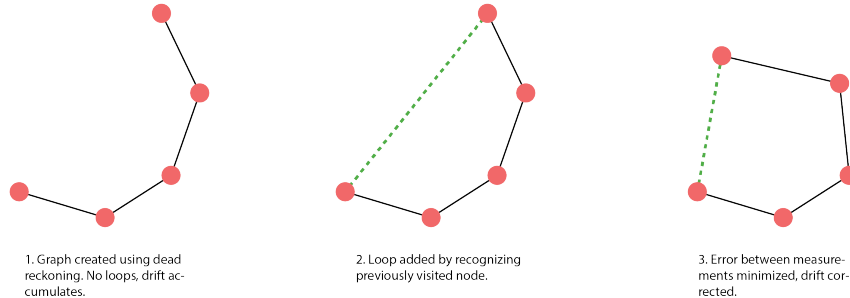 1. Graph created using dead
reckoning. No loops, drift ac-
cumulates.
2. Loop added by recognizing
previously visited node.
3. Error between measure-
ments minimized, drift cor-
rected.